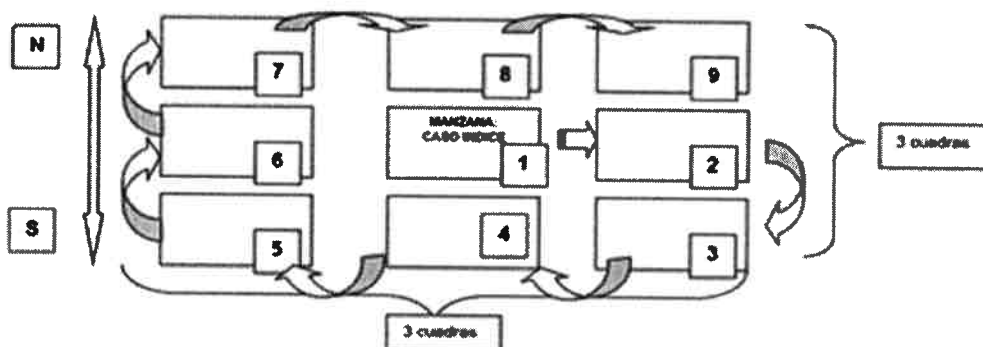 N
7
8
9
MANZANA:
CASO INDICE
6
1
2
3 cuadras
S
5
4
3
3 cuadras